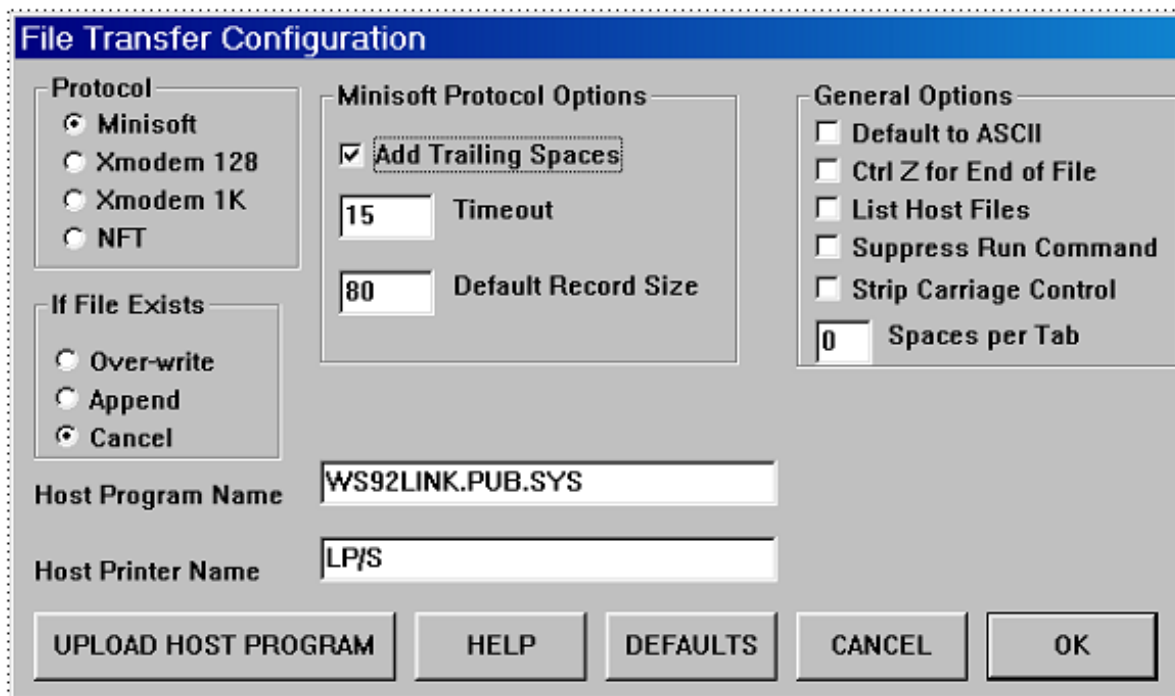 File Transfer Configuration
Protocol
Minisoft
Xmodem 128
Xmodem 1K
NFT
If File Exists
Over-write
Append
Cancel
Minisoft Protocol Options
Add Trailing Spaces
15 Timeout
80 Default Record Size
General Options
Default to ASCII
Ctrl Z for End of File
List Host Files
Suppress Run Command
Strip Carriage Control
0 Spaces per Tab
Host Program Name WS92LINK.PUB.SYS
Host Printer Name LP/S
UPLOAD HOST PROGRAM HELP DEFAULTS CANCEL OK